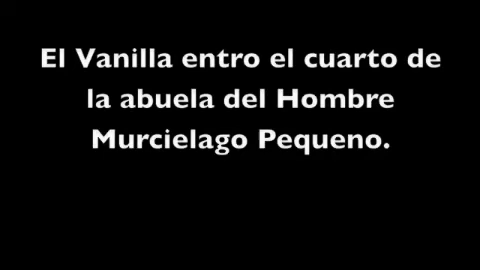 El Vanilla entro el cuarto de
la abuela del Hombre
Murcielago Pequeno.